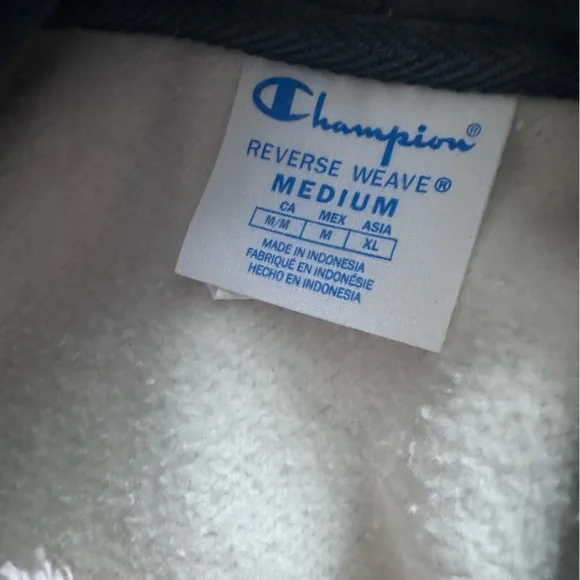 Champion®
REVERSE WEAVE®
MEDIUM
CA MEX ASIA
M/M M XL
MADE IN INDONESIA
FABRIQUÉ EN INDONÉSIE
HECHO EN INDONESIA